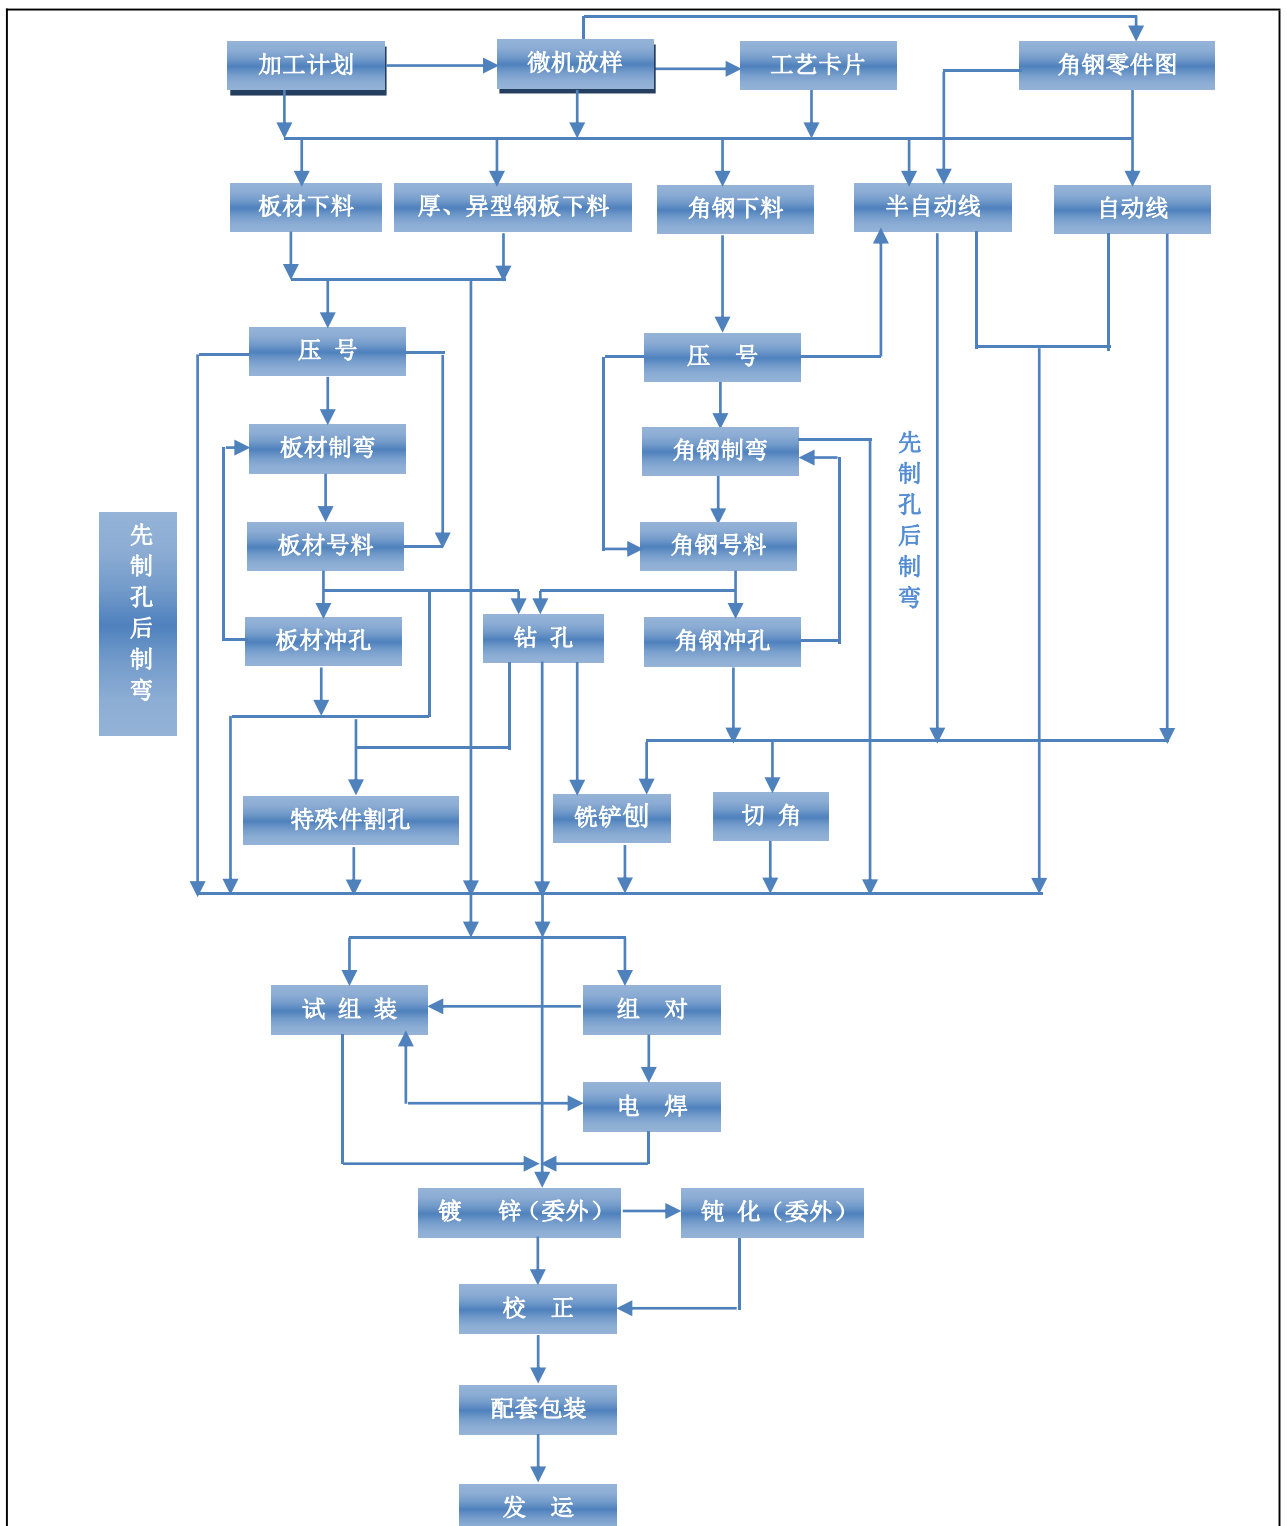 加工计划
微机放样
工艺卡片
角钢零件图
板材下料
厚、异型钢板下料
角钢下料
半自动线
自动线
压 号
压 号
板材制弯
角钢制弯
先制孔后制弯
板材号料
角钢号料
先制孔后制弯
板材冲孔
钻 孔
角钢冲孔
特殊件割孔
铣铲刨
切 角
试 组 装
组 对
电 焊
镀 锌（委外）
钝 化（委外）
校 正
配套包装
发 运